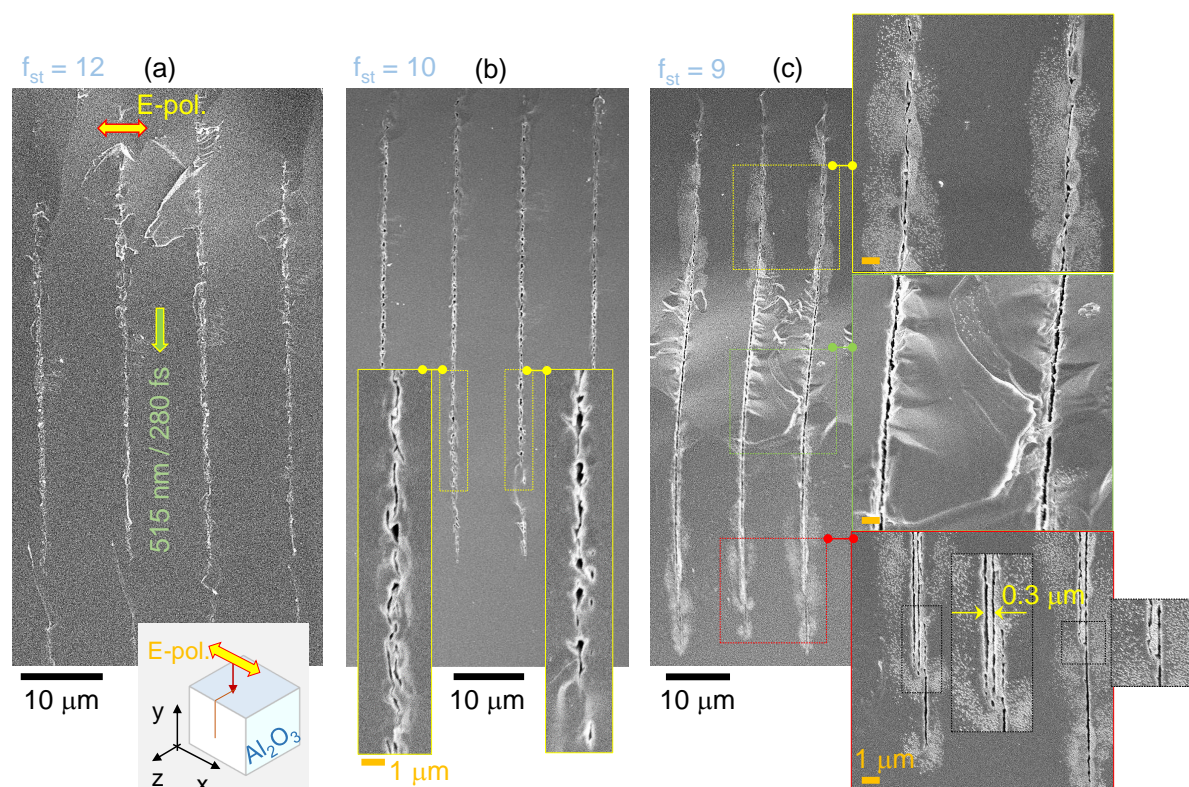 f_st = 12 (a)
f_st = 10 (b)
f_st = 9 (c)
E-pol.
515 nm / 280 fs
0.3 μm
E-pol.
y
z
x
Al₂O₃
10 μm
10 μm
10 μm
1 μm
1 μm